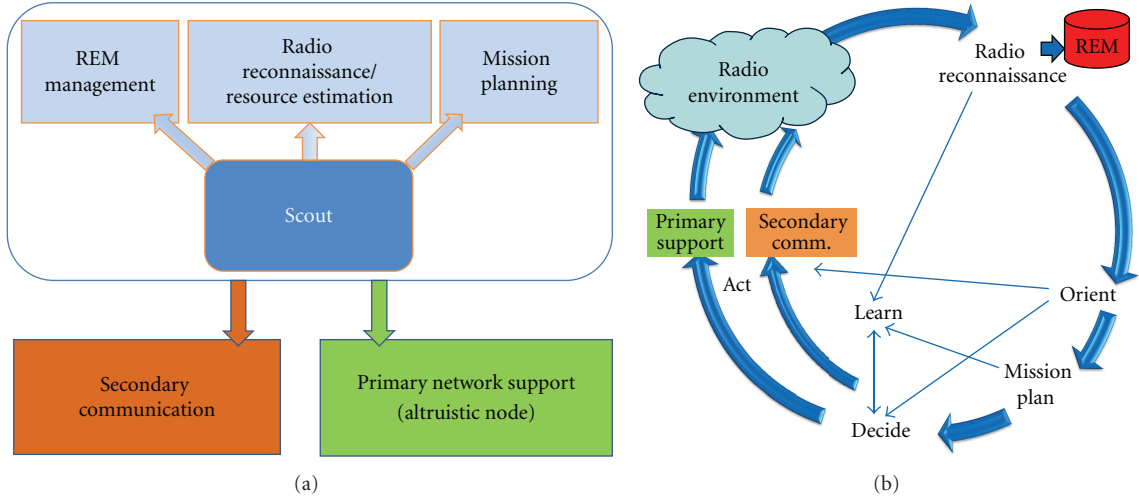 REM
management
Radio
reconnaissance/
resource estimation
Mission
planning
Scout
Secondary
communication
Primary network support
(altruistic node)
(a)
Radio
environment
Radio
reconnaissance
REM
Primary
support
Secondary
comm.
Act
Learn
Orient
Mission
plan
Decide
(b)